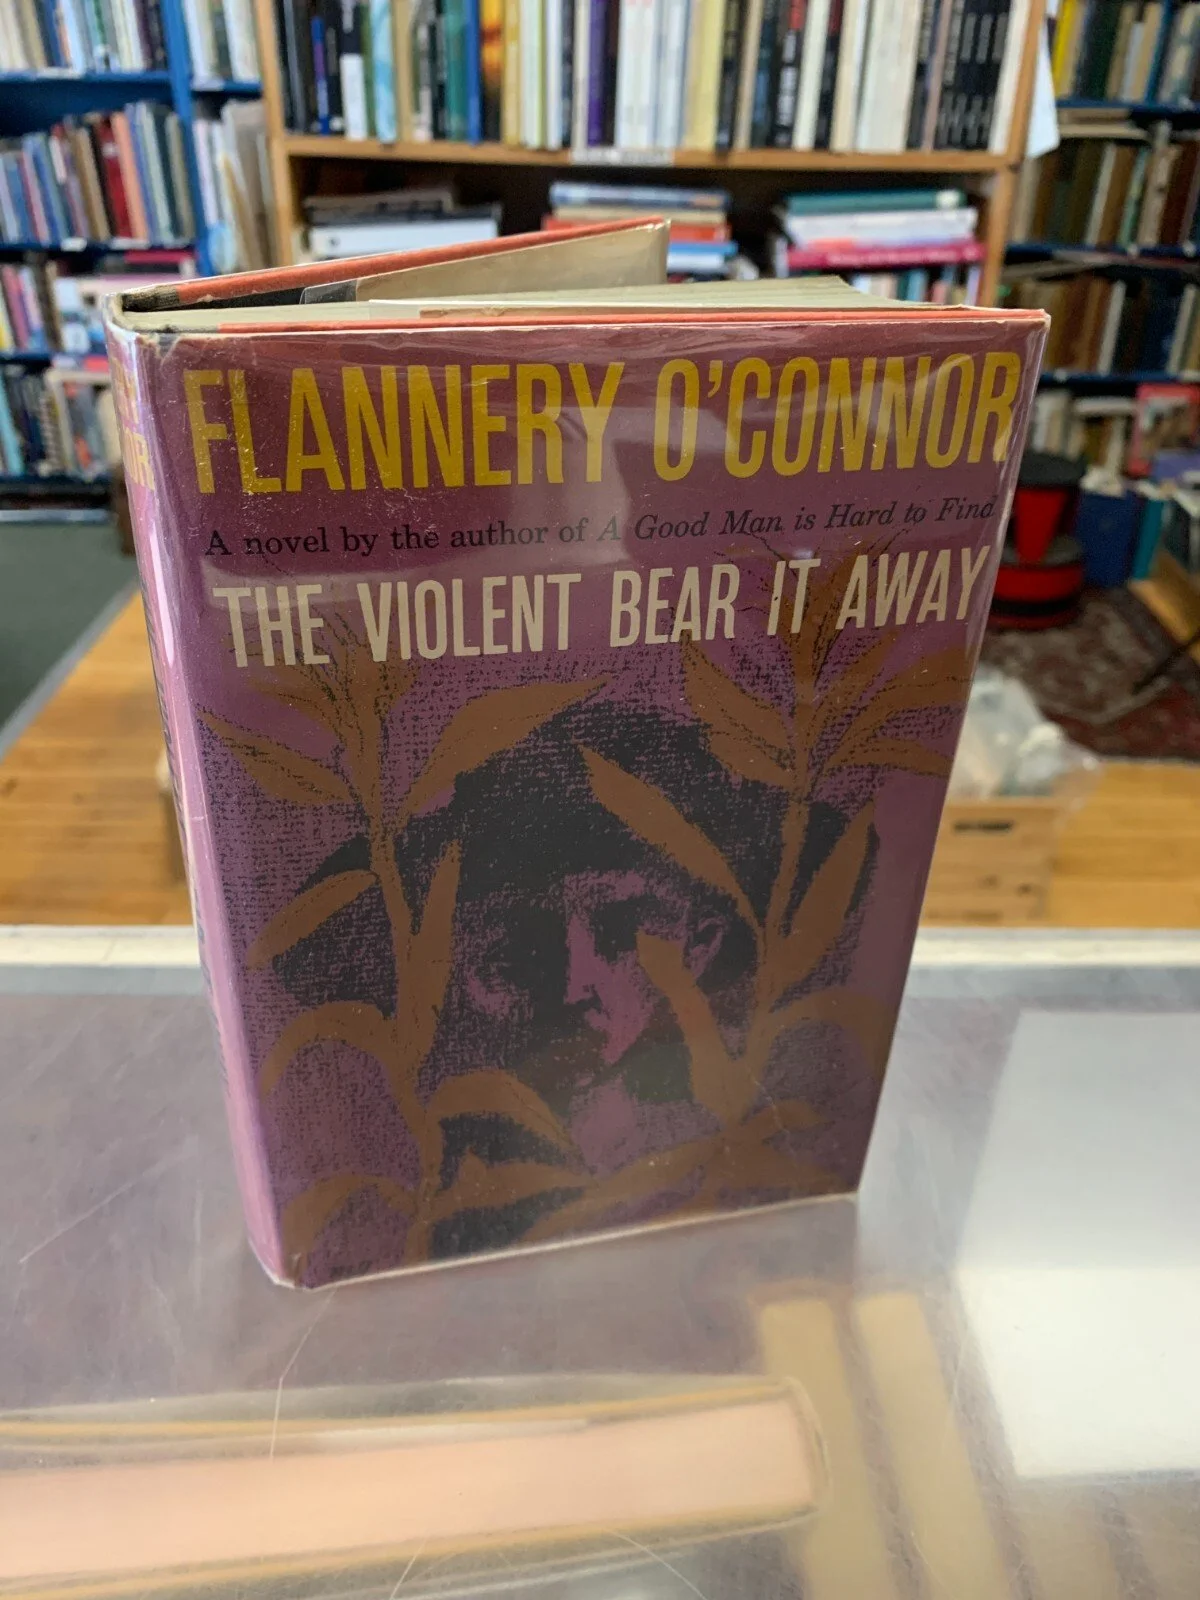 FLANNERY O'CONNOR
A novel by the author of A Good Man is Hard to Find
THE VIOLENT BEAR IT AWAY